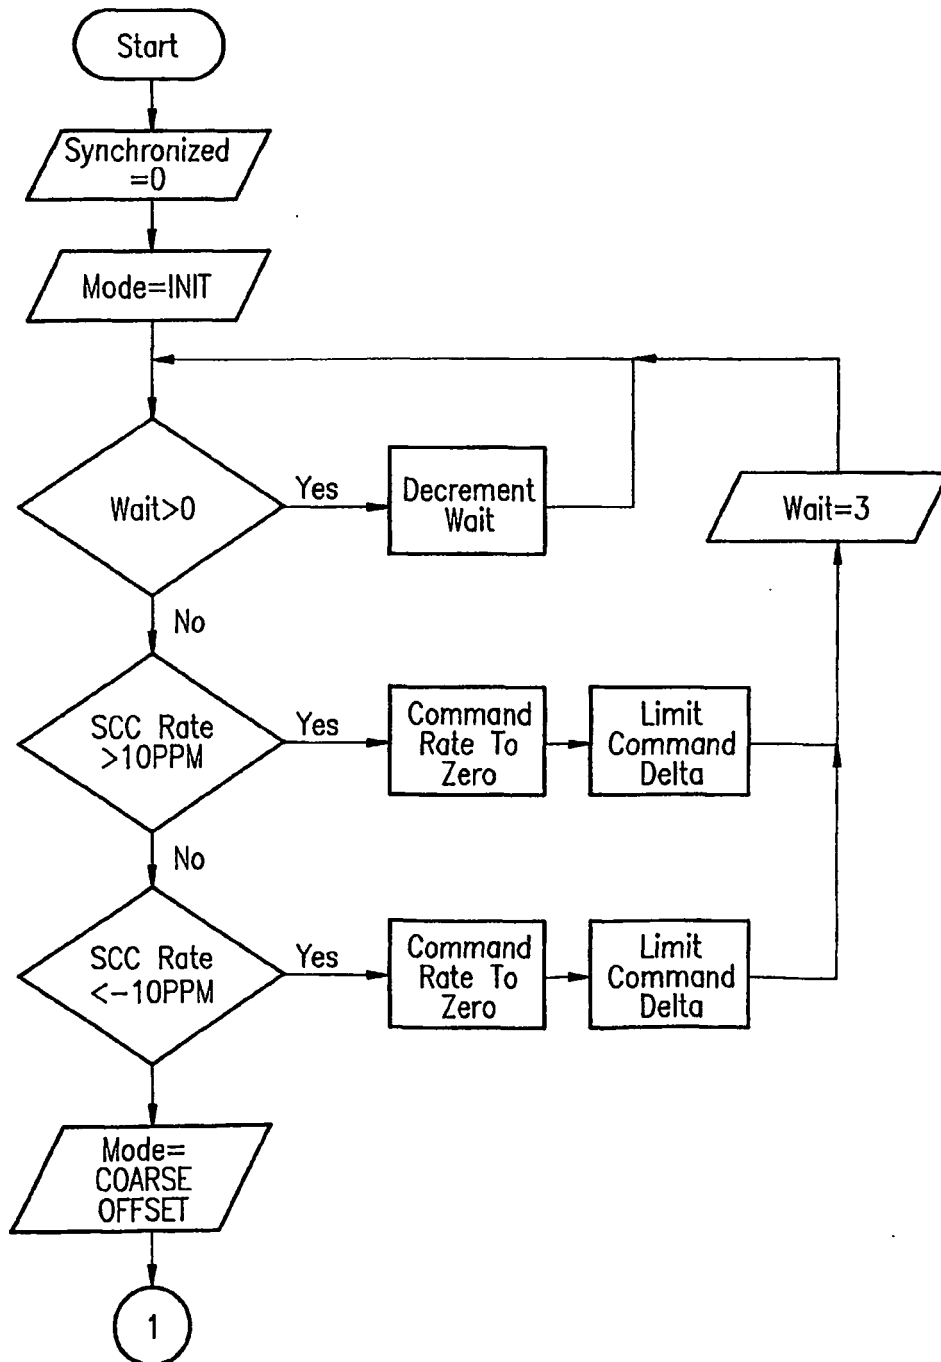 Start
Synchronized
=0
Mode=INIT
Wait>0
Yes
Decrement
Wait
Wait=3
No
SCC Rate
>10PPM
Yes
Command
Rate To
Zero
Limit
Command
Delta
No
SCC Rate
<-10PPM
Yes
Command
Rate To
Zero
Limit
Command
Delta
Mode=
COARSE
OFFSET
1